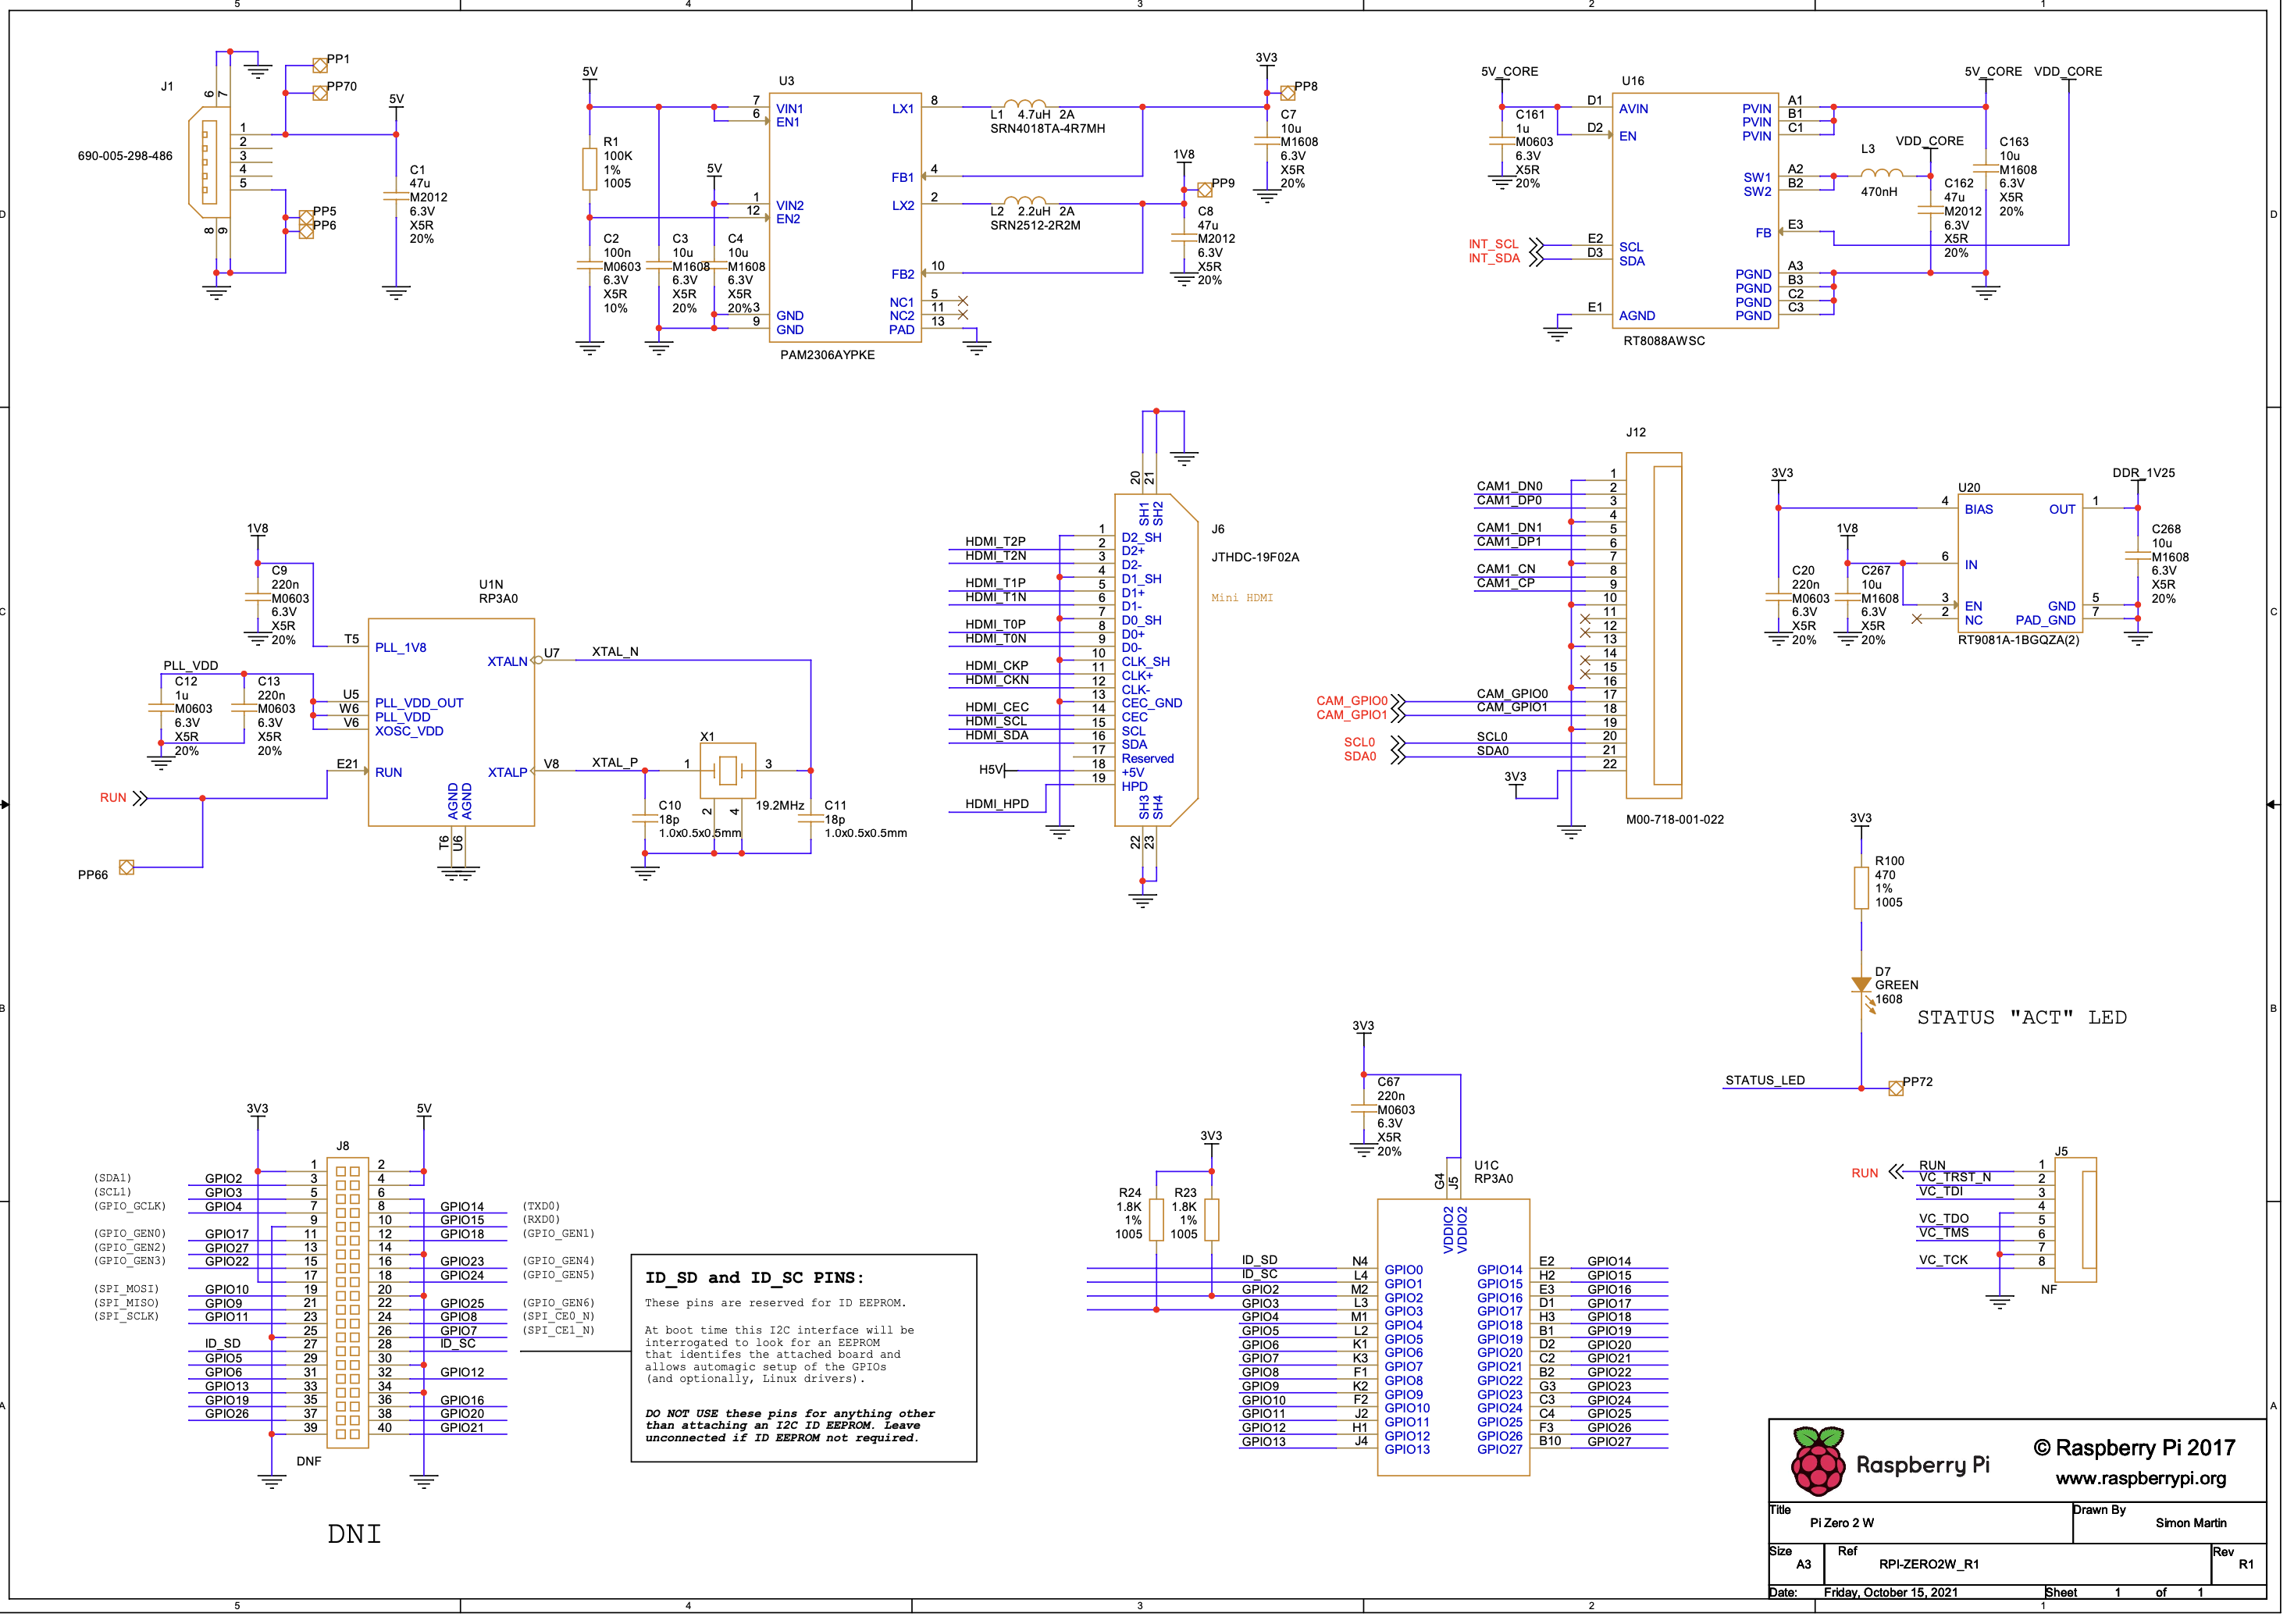 5 4 3 2 1
D
C
B
A
J1
690-005-298-486
6
7
1
2
3
4
5
8
9
PP1
PP70
PP5
PP6
5V
C1
47u
M2012
6.3V
X5R
20%
5V
R1
100K
1%
1005
C2
100n
M0603
6.3V
X5R
10%
C3
10u
M1608
6.3V
X5R
20%
5V
C4
10u
M1608
6.3V
X5R
20%
U3
7 VIN1
6 EN1
1 VIN2
12 EN2
3 GND
9 GND
LX1 8
FB1 4
LX2 2
FB2 10
NC1 5
NC2 11
PAD 13
PAM2306AYPKE
L1 4.7uH 2A
SRN4018TA-4R7MH
L2 2.2uH 2A
SRN2512-2R2M
3V3
PP8
C7
10u
M1608
6.3V
X5R
20%
1V8
PP9
C8
47u
M2012
6.3V
X5R
20%
5V_CORE
C161
1u
M0603
6.3V
X5R
20%
U16
D1 AVIN
D2 EN
INT_SCL E2 SCL
INT_SDA D3 SDA
E1 AGND
PVIN A1
PVIN B1
PVIN C1
SW1 A2
SW2 B2
FB E3
PGND A3
PGND B3
PGND C2
PGND C3
RT8088AWSC
5V_CORE VDD_CORE
L3
470nH
VDD_CORE
C162
47u
M2012
6.3V
X5R
20%
C163
10u
M1608
6.3V
X5R
20%
1V8
C9
220n
M0603
6.3V
X5R
20%
PLL_VDD
C12
1u
M0603
6.3V
X5R
20%
C13
220n
M0603
6.3V
X5R
20%
RUN
PP66
U1N
RP3A0
T5 PLL_1V8
U5 PLL_VDD_OUT
W6 PLL_VDD
V6 XOSC_VDD
E21 RUN
XTALN U7 XTAL_N
XTALP V8 XTAL_P
AGND
AGND
T6
U6
X1
1
3
2
4
19.2MHz
C10
18p
1.0x0.5x0.5mm
C11
18p
1.0x0.5x0.5mm
20
21
SH1
SH2
J6
JTHDC-19F02A
Mini HDMI
1 D2_SH
HDMI_T2P 2 D2+
HDMI_T2N 3 D2-
4 D1_SH
HDMI_T1P 5 D1+
HDMI_T1N 6 D1-
7 D0_SH
HDMI_T0P 8 D0+
HDMI_T0N 9 D0-
10 CLK_SH
HDMI_CKP 11 CLK+
HDMI_CKN 12 CLK-
13 CEC_GND
HDMI_CEC 14 CEC
HDMI_SCL 15 SCL
HDMI_SDA 16 SDA
17 Reserved
H5V 18 +5V
HDMI_HPD 19 HPD
SH3
SH4
22
23
J12
1
CAM1_DN0 2
CAM1_DP0 3
4
CAM1_DN1 5
CAM1_DP1 6
7
CAM1_CN 8
CAM1_CP 9
10
11
12
13
14
15
16
CAM_GPIO0 CAM_GPIO0 17
CAM_GPIO1 CAM_GPIO1 18
19
SCL0 SCL0 20
SDA0 SDA0 21
22
3V3
M00-718-001-022
3V3
C20
220n
M0603
6.3V
X5R
20%
1V8
C267
10u
M1608
6.3V
X5R
20%
U20
4 BIAS
6 IN
3 EN
2 NC
OUT 1
GND 5
PAD_GND 7
RT9081A-1BGQZA(2)
DDR_1V25
C268
10u
M1608
6.3V
X5R
20%
3V3
R100
470
1%
1005
D7
GREEN
1608
STATUS "ACT" LED
STATUS_LED
PP72
3V3
5V
J8
1 2
(SDA1) GPIO2 3 4
(SCL1) GPIO3 5 6
(GPIO_GCLK) GPIO4 7 8 GPIO14 (TXD0)
9 10 GPIO15 (RXD0)
(GPIO_GEN0) GPIO17 11 12 GPIO18 (GPIO_GEN1)
(GPIO_GEN2) GPIO27 13 14
(GPIO_GEN3) GPIO22 15 16 GPIO23 (GPIO_GEN4)
17 18 GPIO24 (GPIO_GEN5)
(SPI_MOSI) GPIO10 19 20
(SPI_MISO) GPIO9 21 22 GPIO25 (GPIO_GEN6)
(SPI_SCLK) GPIO11 23 24 GPIO8 (SPI_CE0_N)
25 26 GPIO7 (SPI_CE1_N)
ID_SD 27 28 ID_SC
GPIO5 29 30
GPIO6 31 32 GPIO12
GPIO13 33 34
GPIO19 35 36 GPIO16
GPIO26 37 38 GPIO20
39 40 GPIO21
DNF
DNI
ID_SD and ID_SC PINS:
These pins are reserved for ID EEPROM.
At boot time this I2C interface will be
interrogated to look for an EEPROM
that identifes the attached board and
allows automagic setup of the GPIOs
(and optionally, Linux drivers).
DO NOT USE these pins for anything other
than attaching an I2C ID EEPROM. Leave
unconnected if ID EEPROM not required.
3V3
C67
220n
M0603
6.3V
X5R
20%
3V3
R24
1.8K
1%
1005
R23
1.8K
1%
1005
U1C
RP3A0
G4
J5
VDDIO2
VDDIO2
ID_SD N4 GPIO0
ID_SC L4 GPIO1
GPIO2 M2 GPIO2
GPIO3 L3 GPIO3
GPIO4 M1 GPIO4
GPIO5 L2 GPIO5
GPIO6 K1 GPIO6
GPIO7 K3 GPIO7
GPIO8 F1 GPIO8
GPIO9 K2 GPIO9
GPIO10 F2 GPIO10
GPIO11 J2 GPIO11
GPIO12 H1 GPIO12
GPIO13 J4 GPIO13
GPIO14 E2 GPIO14
GPIO15 H2 GPIO15
GPIO16 E3 GPIO16
GPIO17 D1 GPIO17
GPIO18 H3 GPIO18
GPIO19 B1 GPIO19
GPIO20 D2 GPIO20
GPIO21 C2 GPIO21
GPIO22 B2 GPIO22
GPIO23 G3 GPIO23
GPIO24 C3 GPIO24
GPIO25 C4 GPIO25
GPIO26 F3 GPIO26
GPIO27 B10 GPIO27
J5
RUN RUN 1
VC_TRST_N 2
VC_TDI 3
4
VC_TDO 5
VC_TMS 6
7
VC_TCK 8
NF
Raspberry Pi
© Raspberry Pi 2017
www.raspberrypi.org
Title
Pi Zero 2 W
Drawn By
Simon Martin
Size
A3
Ref
RPI-ZERO2W_R1
Rev
R1
Date: Friday, October 15, 2021 Sheet 1 of 1
D
C
B
A
5 4 3 2 1